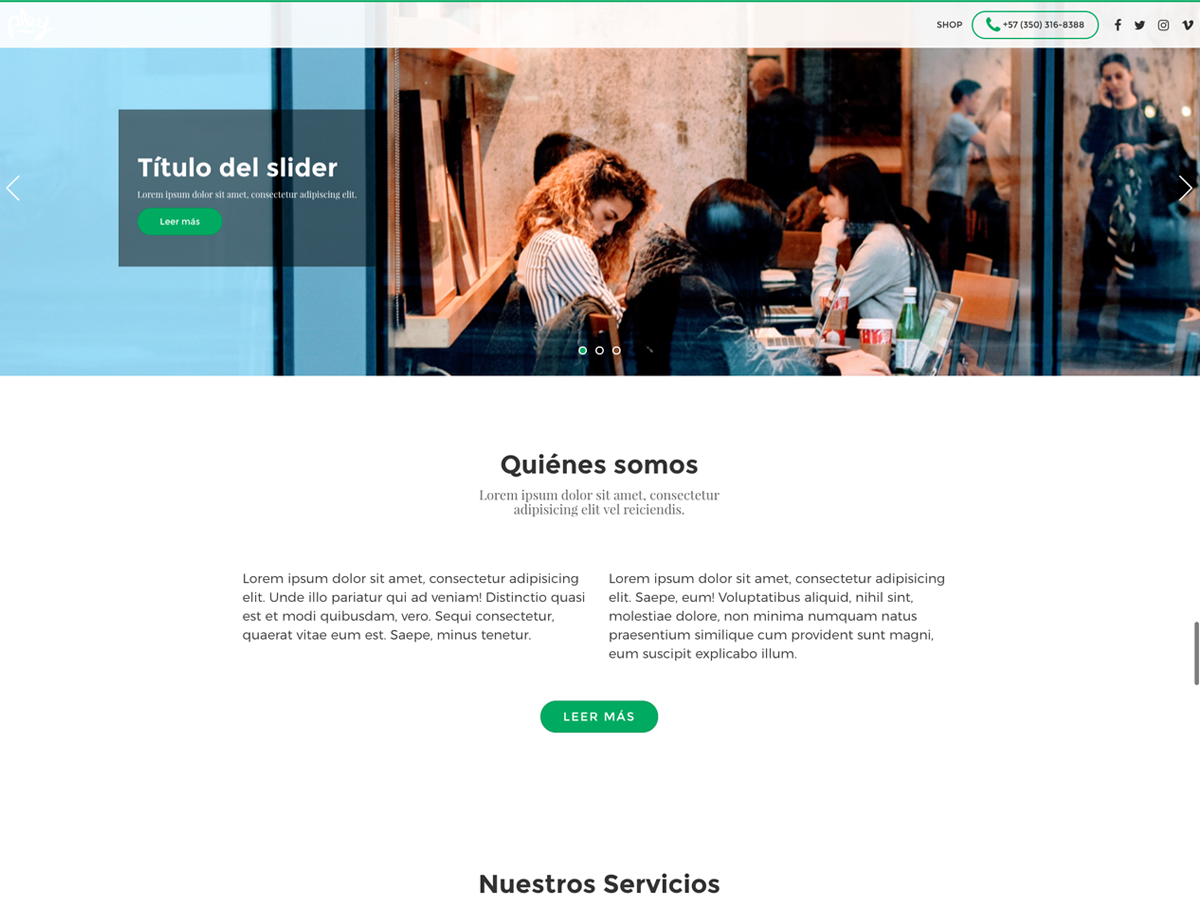 play
SHOP
+57 (350) 316-8388
Título del slider
Lorem ipsum dolor sit amet, consectetur adipiscing elit.
Leer más
Quiénes somos
Lorem ipsum dolor sit amet, consectetur
adipisicing elit vel reiciendis.
Lorem ipsum dolor sit amet, consectetur adipisicing
elit. Unde illo pariatur qui ad veniam! Distinctio quasi
est et modi quibusdam, vero. Sequi consectetur,
quaerat vitae eum est. Saepe, minus tenetur.
Lorem ipsum dolor sit amet, consectetur adipisicing
elit. Saepe, eum! Voluptatibus aliquid, nihil sint,
molestiae dolore, non minima numquam natus
praesentium similique cum provident sunt magni,
eum suscipit explicabo illum.
LEER MÁS
Nuestros Servicios